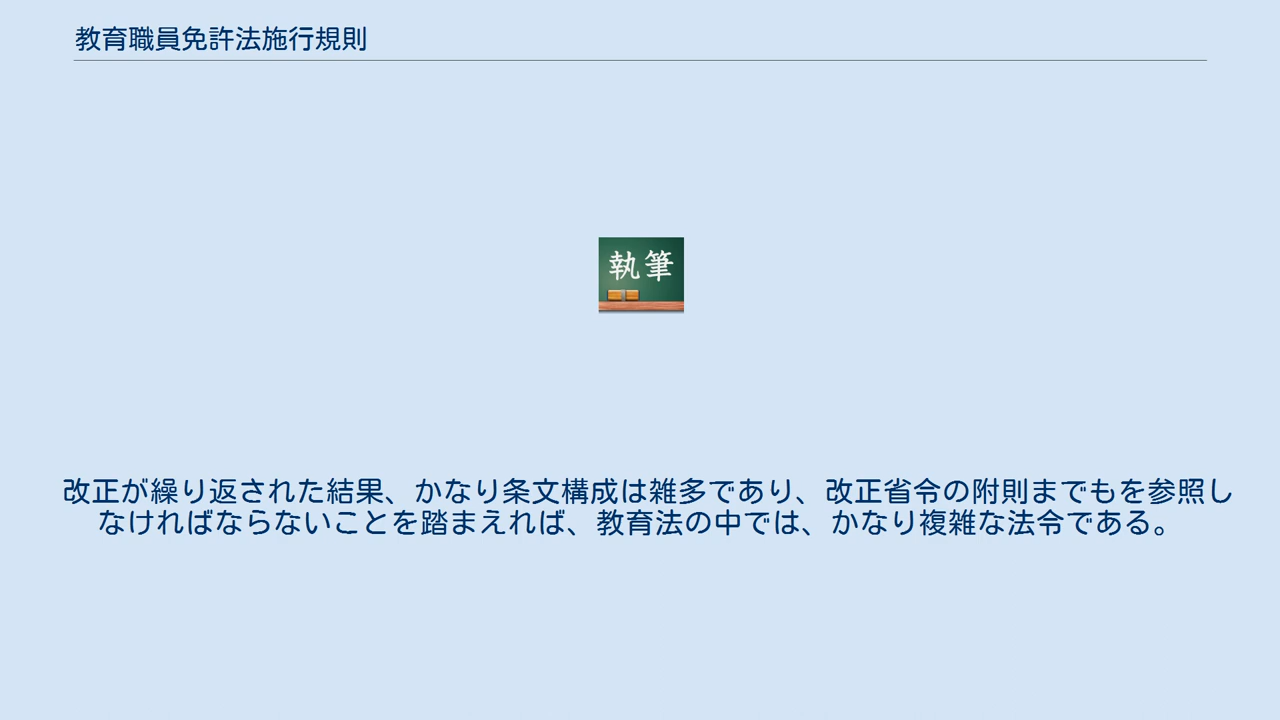 教育職員免許法施行規則
執筆
改正が繰り返された結果、かなり条文構成は雑多であり、改正省令の附則までもを参照し
なければならないことを踏まえれば、教育法の中では、かなり複雑な法令である。